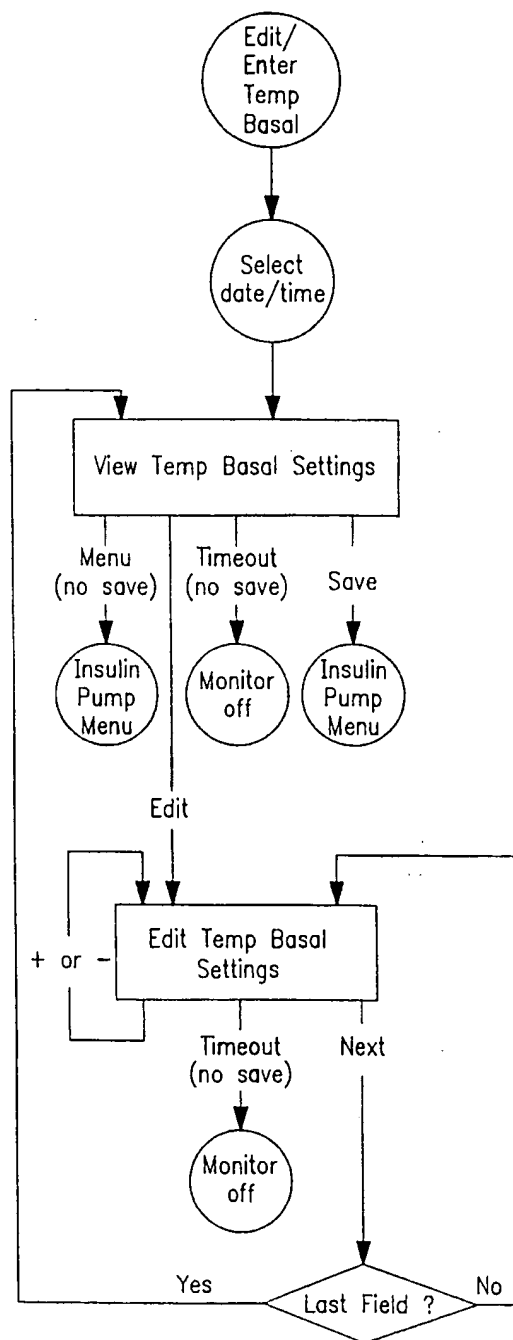 Edit/
Enter
Temp
Basal
Select
date/time
View Temp Basal Settings
Menu
(no save)
Timeout
(no save)
Save
Insulin
Pump
Menu
Monitor
off
Insulin
Pump
Menu
Edit
+ or -
Edit Temp Basal
Settings
Timeout
(no save)
Next
Monitor
off
Yes
Last Field ?
No